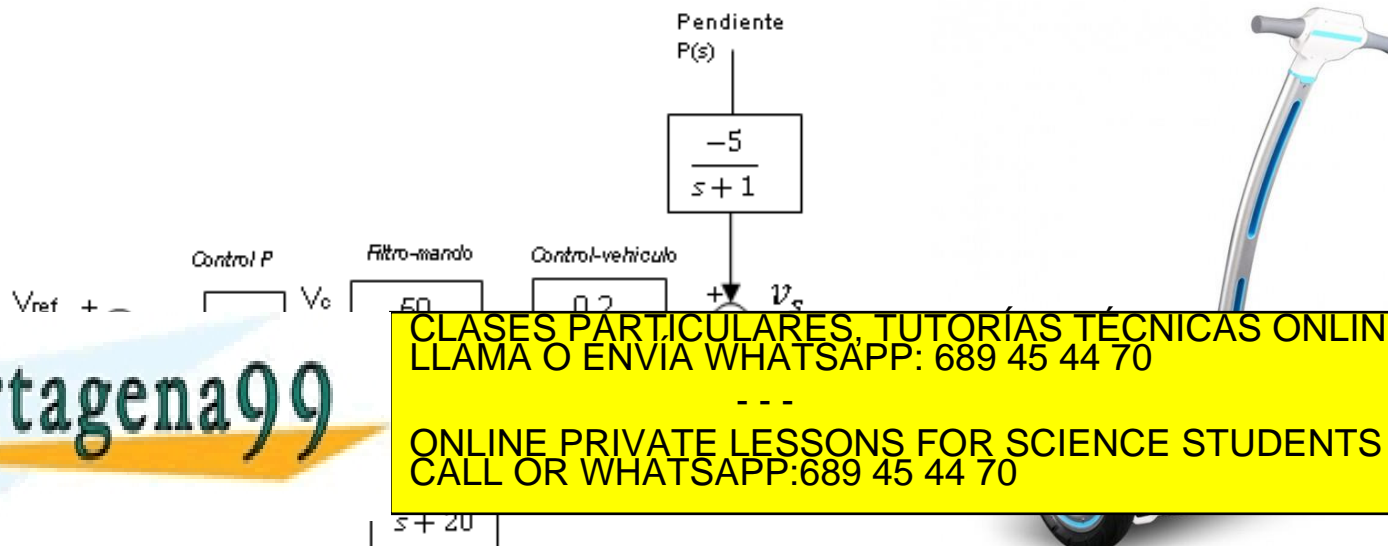 Pendiente
P(s)
-5
s + 1
Control P
Filtro-mando
Control-vehiculo
Vref +
Vc
+
vₛ
CLASES PARTICULARES, TUTORÍAS TÉCNICAS ONLIN
LLAMA O ENVÍA WHATSAPP: 689 45 44 70
- - -
ONLINE PRIVATE LESSONS FOR SCIENCE STUDENTS
CALL OR WHATSAPP:689 45 44 70
rtagena99
s + 20